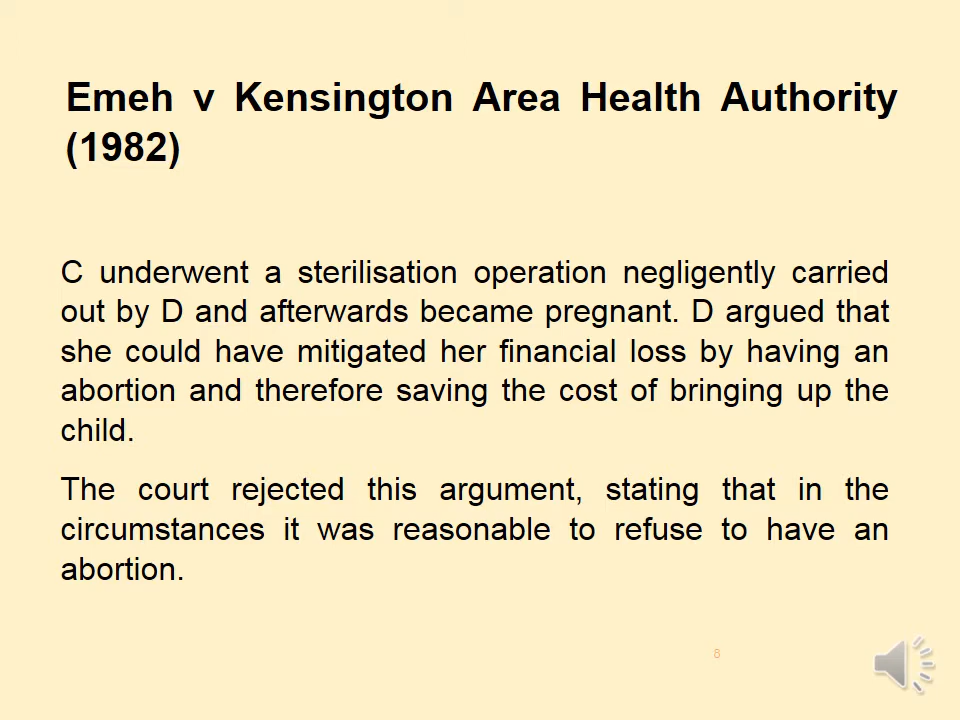 Emeh v Kensington Area Health Authority
(1982)
C underwent a sterilisation operation negligently carried
out by D and afterwards became pregnant. D argued that
she could have mitigated her financial loss by having an
abortion and therefore saving the cost of bringing up the
child.
The court rejected this argument, stating that in the
circumstances it was reasonable to refuse to have an
abortion.
8